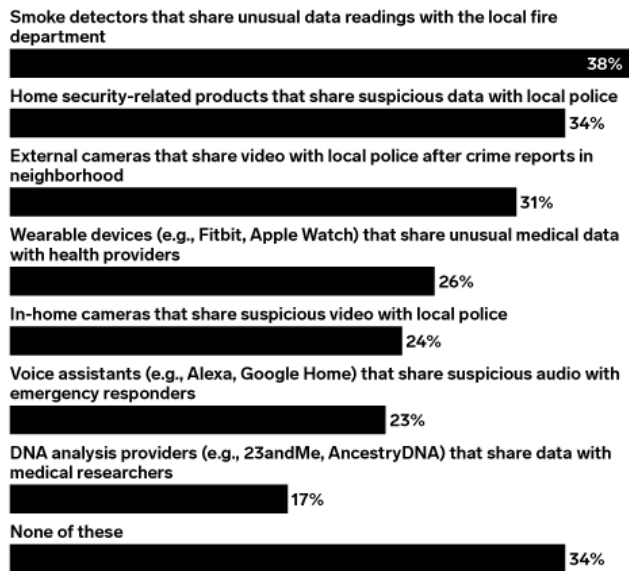 Smoke detectors that share unusual data readings with the local fire
department
38%
Home security-related products that share suspicious data with local police
34%
External cameras that share video with local police after crime reports in
neighborhood
31%
Wearable devices (e.g., Fitbit, Apple Watch) that share unusual medical data
with health providers
26%
In-home cameras that share suspicious video with local police
24%
Voice assistants (e.g., Alexa, Google Home) that share suspicious audio with
emergency responders
23%
DNA analysis providers (e.g., 23andMe, AncestryDNA) that share data with
medical researchers
17%
None of these
34%